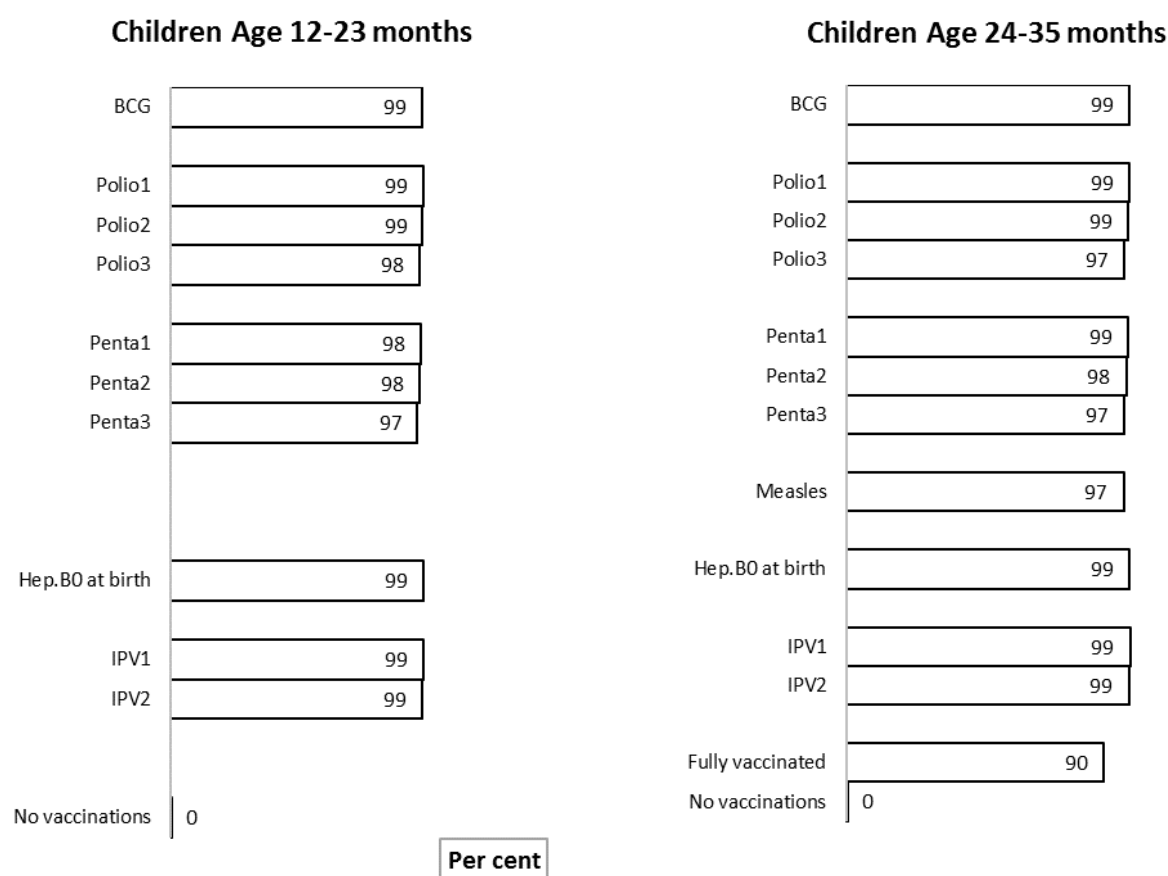 Children Age 12-23 months
BCG 99
Polio1 99
Polio2 99
Polio3 98
Penta1 98
Penta2 98
Penta3 97
Hep.B0 at birth 99
IPV1 99
IPV2 99
No vaccinations 0
Children Age 24-35 months
BCG 99
Polio1 99
Polio2 99
Polio3 97
Penta1 99
Penta2 98
Penta3 97
Measles 97
Hep.B0 at birth 99
IPV1 99
IPV2 99
Fully vaccinated 90
No vaccinations 0
Per cent